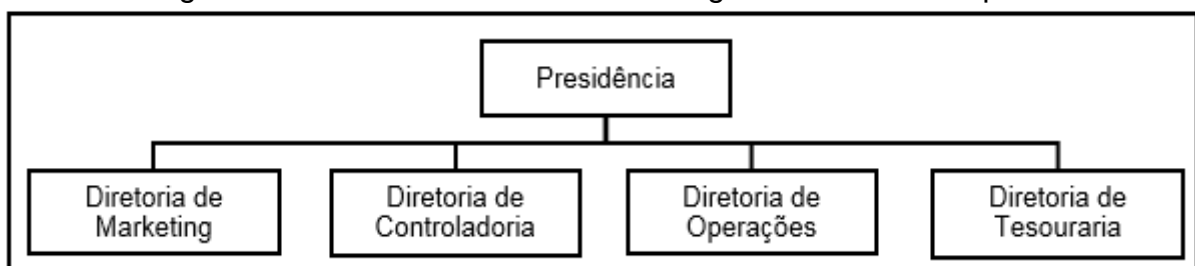 Presidência
Diretoria de
Marketing
Diretoria de
Controladoria
Diretoria de
Operações
Diretoria de
Tesouraria